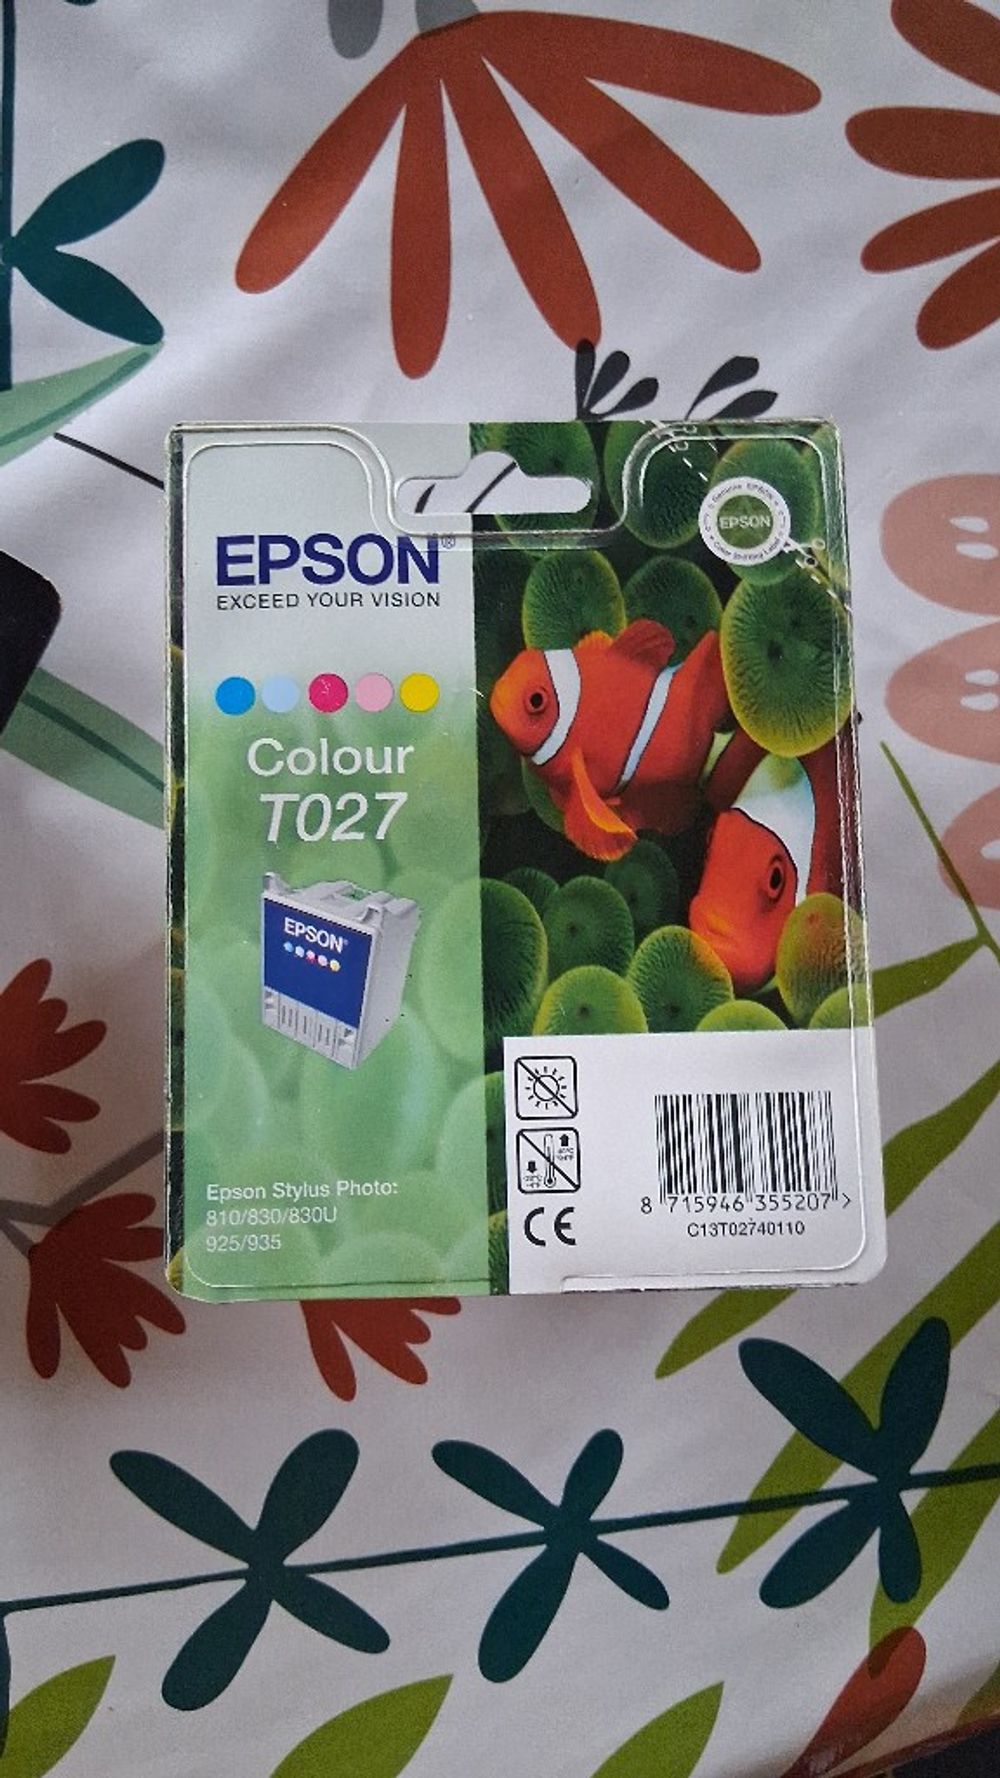 EPSON®
EXCEED YOUR VISION
Colour
T027
EPSON®
Epson Stylus Photo:
810/830/830U
925/935
EPSON
8 715946 355207 >
C13T02740110
CE